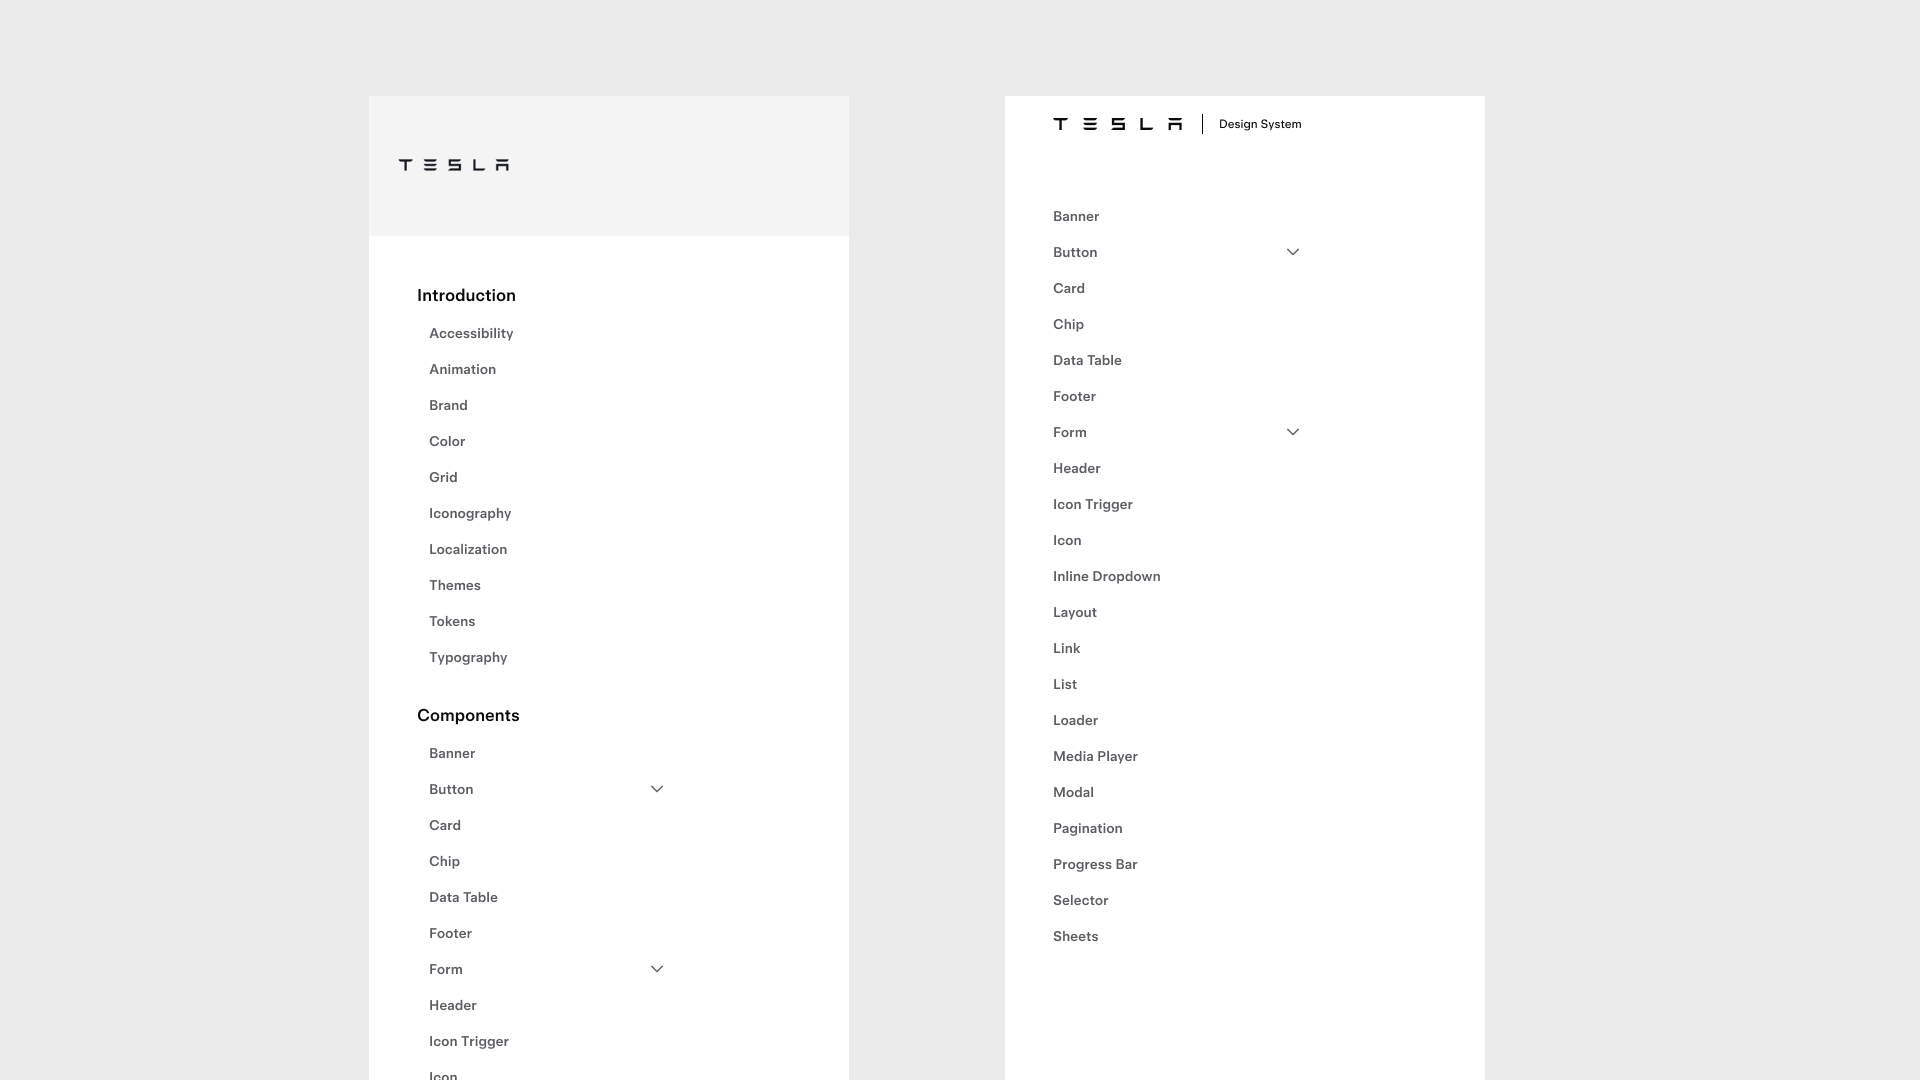 TESLA
Introduction
Accessibility
Animation
Brand
Color
Grid
Iconography
Localization
Themes
Tokens
Typography
Components
Banner
Button
Card
Chip
Data Table
Footer
Form
Header
Icon Trigger
Icon
TESLA | Design System
Banner
Button
Card
Chip
Data Table
Footer
Form
Header
Icon Trigger
Icon
Inline Dropdown
Layout
Link
List
Loader
Media Player
Modal
Pagination
Progress Bar
Selector
Sheets